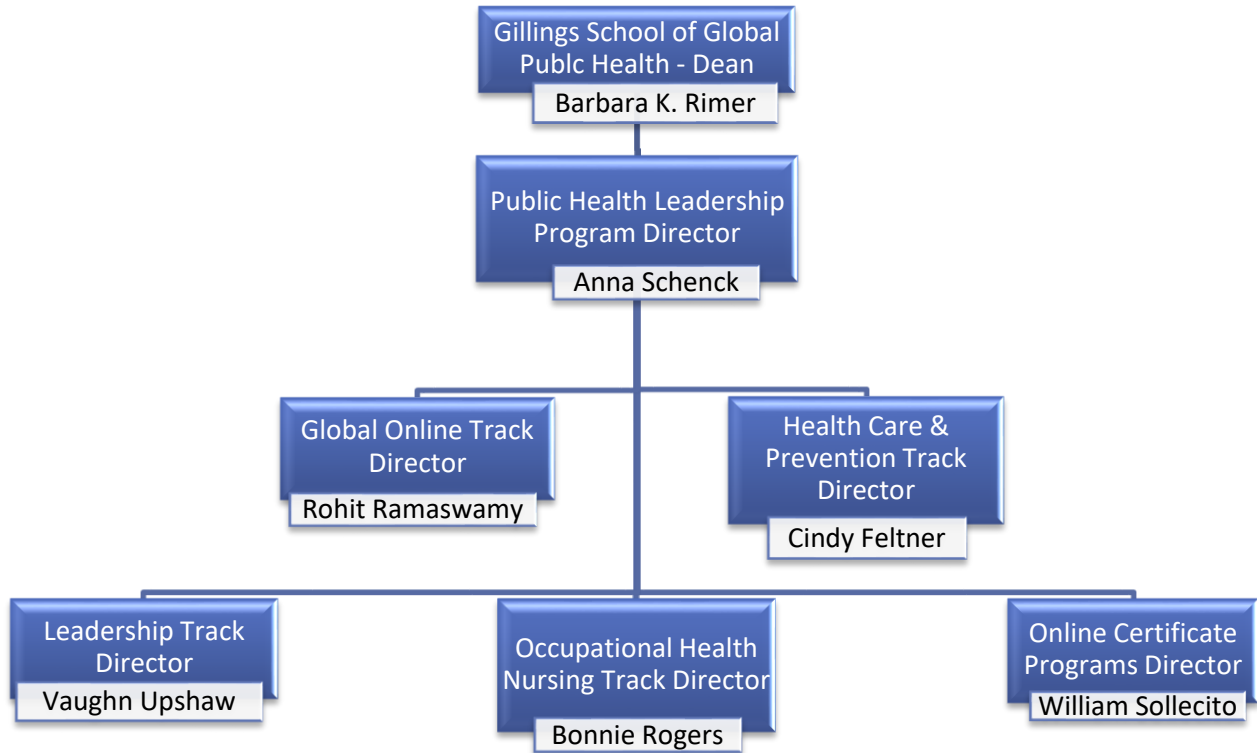 Gillings School of Global
Publc Health - Dean
Barbara K. Rimer
Public Health Leadership
Program Director
Anna Schenck
Global Online Track
Director
Rohit Ramaswamy
Health Care &
Prevention Track
Director
Cindy Feltner
Leadership Track
Director
Vaughn Upshaw
Occupational Health
Nursing Track Director
Bonnie Rogers
Online Certificate
Programs Director
William Sollecito